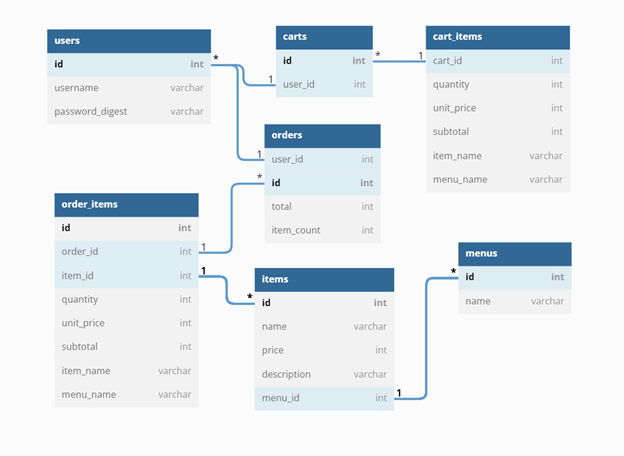 users
id int
username varchar
password_digest varchar
*
1
carts
id int
user_id int
*
1
cart_items
cart_id int
quantity int
unit_price int
subtotal int
item_name varchar
menu_name varchar
orders
1
user_id int
*
id int
total int
item_count int
order_items
id int
order_id int
1
item_id int
1
quantity int
unit_price int
subtotal int
item_name varchar
menu_name varchar
items
*
id int
name varchar
price int
description varchar
menu_id int
1
menus
*
id int
name varchar